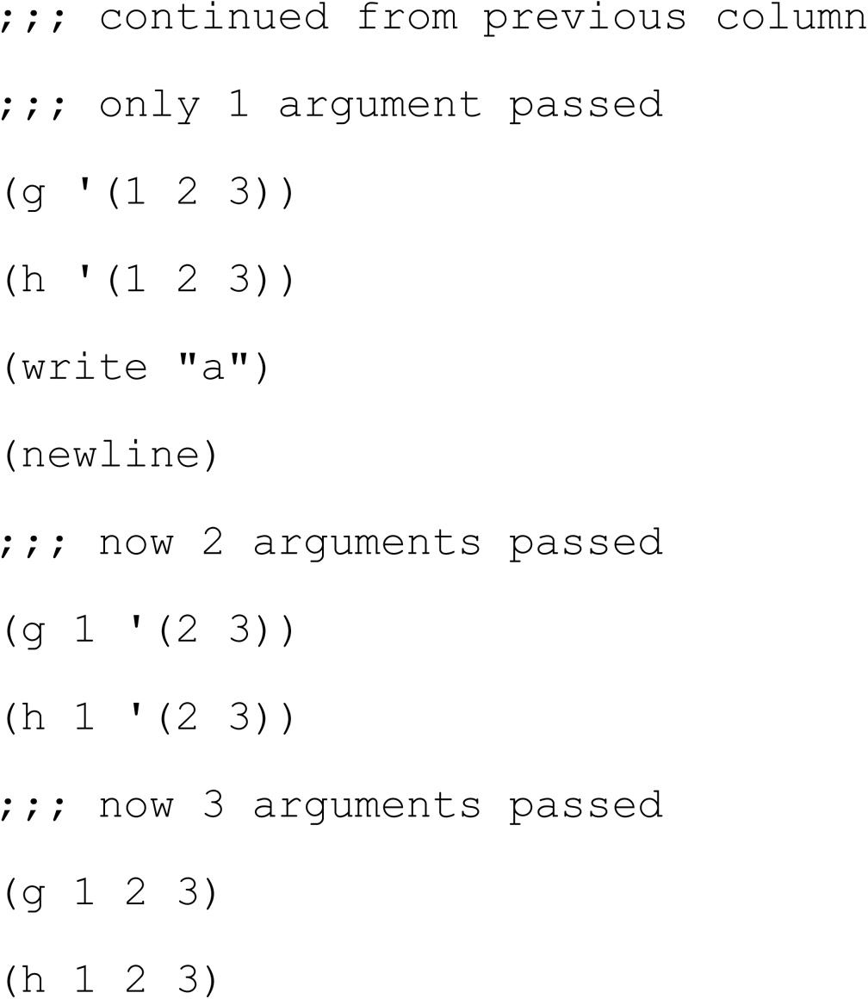 ;;; continued from previous column
;;; only 1 argument passed
(g '(1 2 3))
(h '(1 2 3))
(write "a")
(newline)
;;; now 2 arguments passed
(g 1 '(2 3))
(h 1 '(2 3))
;;; now 3 arguments passed
(g 1 2 3)
(h 1 2 3)